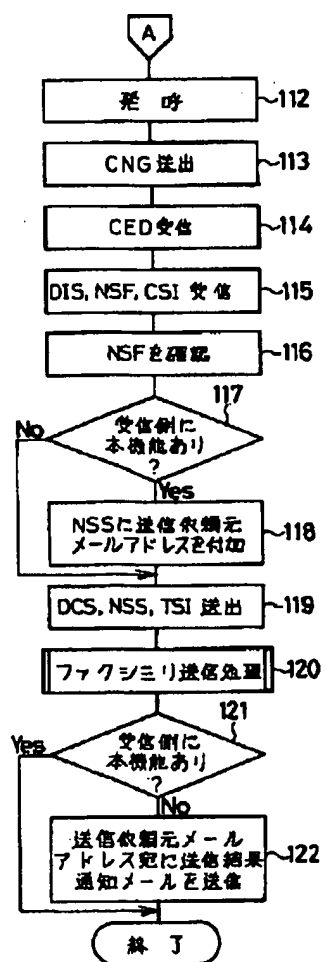 A
発呼
112
CNG送出
113
CED受信
114
DIS, NSF, CSI 受信
115
NSFを確認
116
117
受信側に
本機能あり
?
No
Yes
NSSに送信依頼元
メールアドレスを付加
118
DCS, NSS, TSI 送出
119
ファクシミリ送信処理
120
121
受信側に
本機能あり
?
Yes
No
送信依頼元メール
アドレス宛に送信結果
通知メールを送信
122
終了